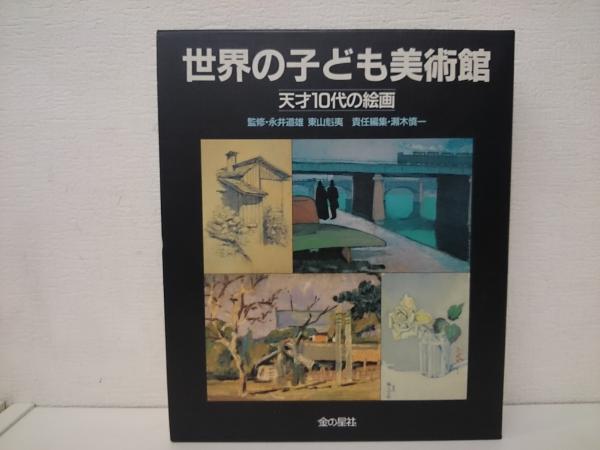 世界の子ども美術館
天才10代の絵画
監修・永井道雄 東山魁夷 責任編集・瀬木慎一
金の星社